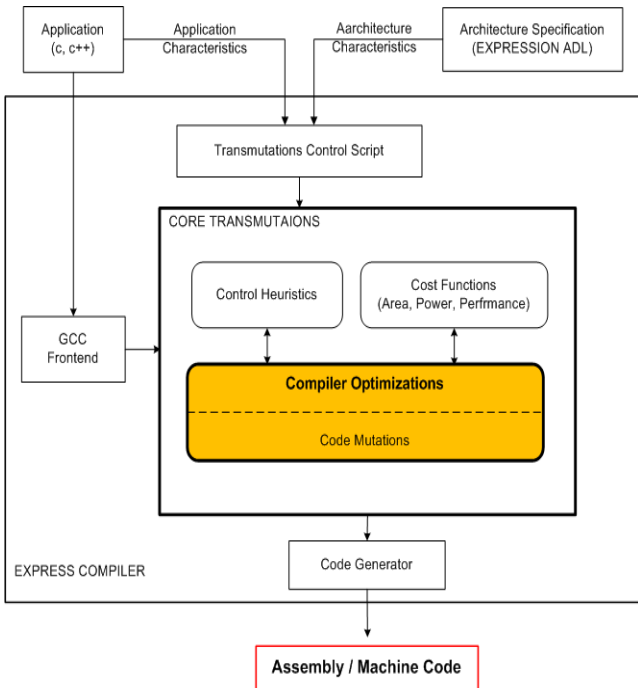 Application
(c, c++)
Application
Characteristics
Aarchitecture
Characteristics
Architecture Specification
(EXPRESSION ADL)
Transmutations Control Script
CORE TRANSMUTAIONS
Control Heuristics
Cost Functions
(Area, Power, Perfrmance)
GCC
Frontend
Compiler Optimizations
Code Mutations
Code Generator
EXPRESS COMPILER
Assembly / Machine Code